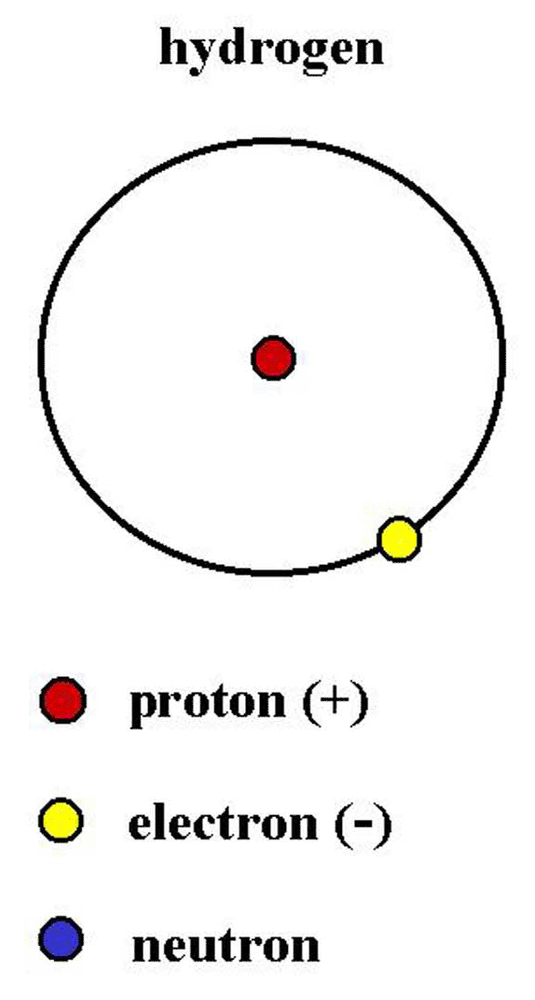 hydrogen
proton (+)
electron (-)
neutron